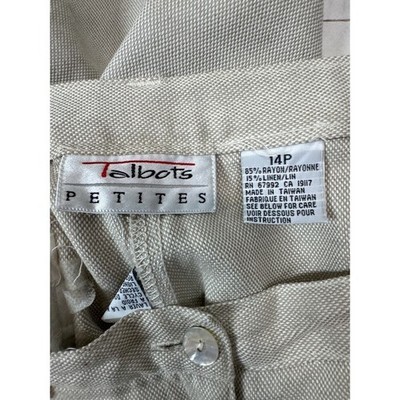 Talbots
PETITES
14P
85% RAYON/RAYONNE
15% LINEN/LIN
RN 67992 CA 19117
MADE IN TAIWAN
FABRIQUE EN TAIWAN
SEE BELOW FOR CARE
VOIR DESSOUS POUR
INSTRUCTION